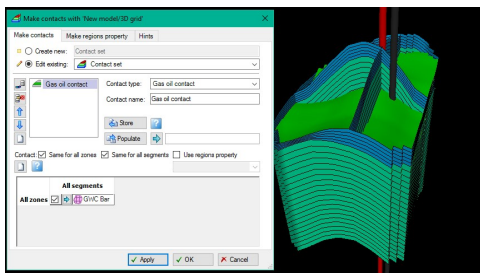 Make contacts with 'New model/3D grid'
Make contacts Make regions property Hints
Create new: Contact set
Edit existing: Contact set
Gas oil contact
Contact type: Gas oil contact
Contact name: Gas oil contact
Store
Populate
Contact: Same for all zones Same for all segments Use regions property
All segments
All zones GWC Bar
Apply OK Cancel